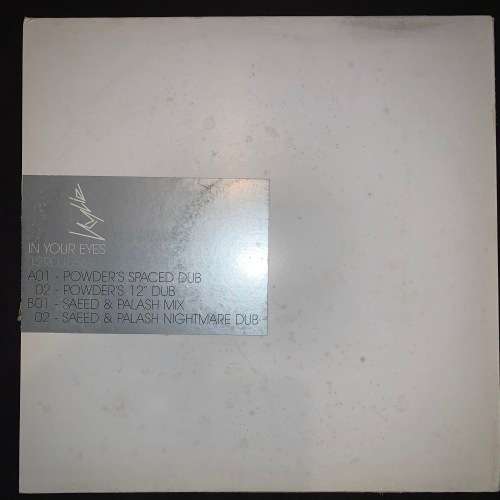 Kylie
IN YOUR EYES
A01 - POWDER'S SPACED DUB
02 - POWDER'S 12" DUB
B01 - SAEED & PALASH MIX
02 - SAEED & PALASH NIGHTMARE DUB